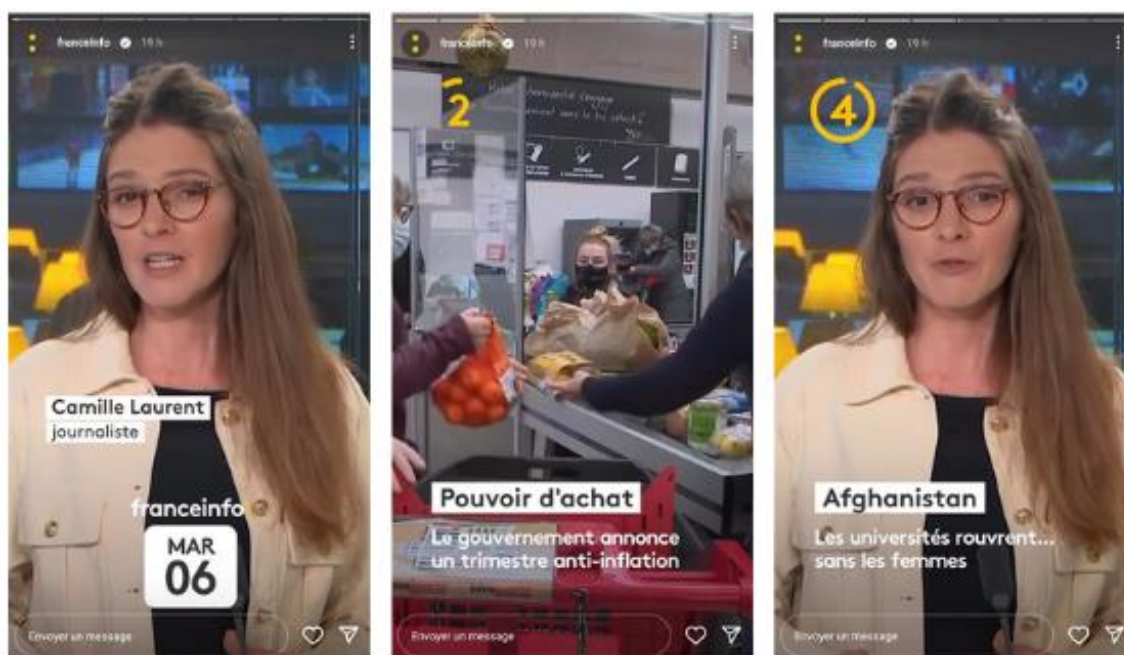 franceinfo 19 h
Camille Laurent
journaliste
franceinfo
MAR
06
Envoyer un message
franceinfo 19 h
2
Pouvoir d'achat
Le gouvernement annonce
un trimestre anti-inflation
Envoyer un message
franceinfo 19 h
4
Afghanistan
Les universités rouvrent...
sans les femmes
Envoyer un message